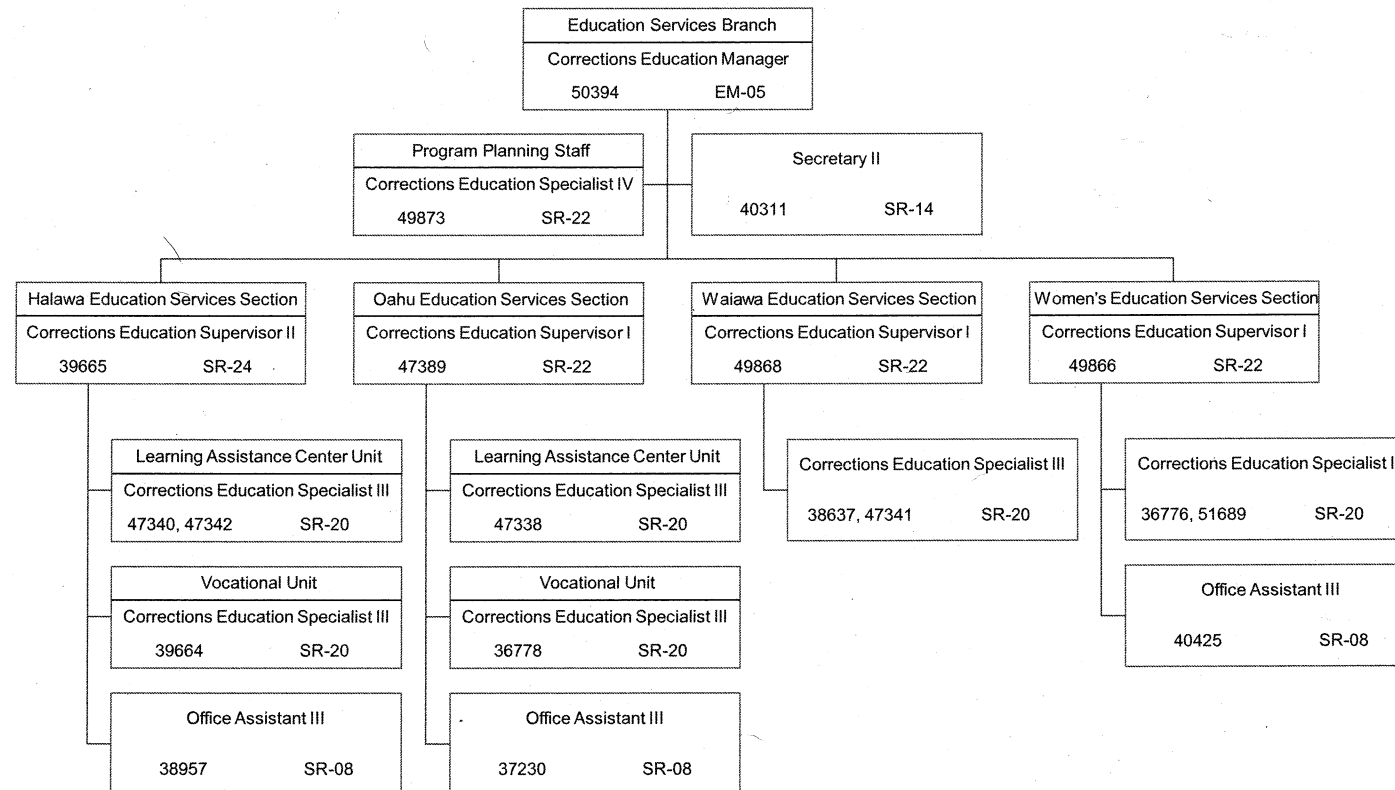 Education Services Branch
Corrections Education Manager
50394 EM-05
Program Planning Staff
Corrections Education Specialist IV
49873 SR-22
Secretary II
40311 SR-14
Halawa Education Services Section
Corrections Education Supervisor II
39665 SR-24
Oahu Education Services Section
Corrections Education Supervisor I
47389 SR-22
Waiawa Education Services Section
Corrections Education Supervisor I
49868 SR-22
Women's Education Services Section
Corrections Education Supervisor I
49866 SR-22
Learning Assistance Center Unit
Corrections Education Specialist III
47340, 47342 SR-20
Vocational Unit
Corrections Education Specialist III
39664 SR-20
Office Assistant III
38957 SR-08
Learning Assistance Center Unit
Corrections Education Specialist III
47338 SR-20
Vocational Unit
Corrections Education Specialist III
36778 SR-20
Office Assistant III
37230 SR-08
Corrections Education Specialist III
38637, 47341 SR-20
Corrections Education Specialist I
36776, 51689 SR-20
Office Assistant III
40425 SR-08